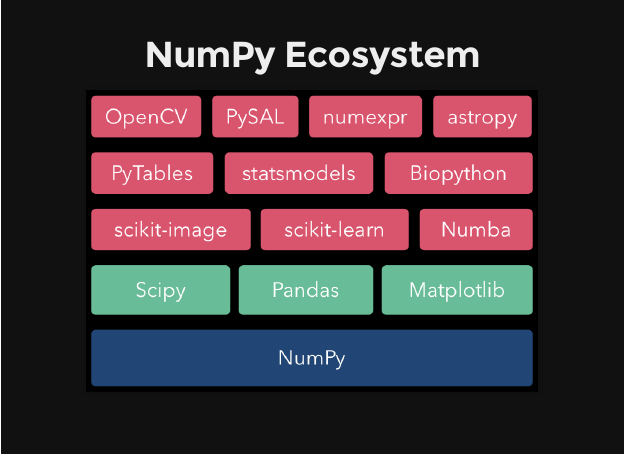 NumPy Ecosystem
OpenCV PySAL numexpr astropy
PyTables statsmodels Biopython
scikit-image scikit-learn Numba
Scipy Pandas Matplotlib
NumPy